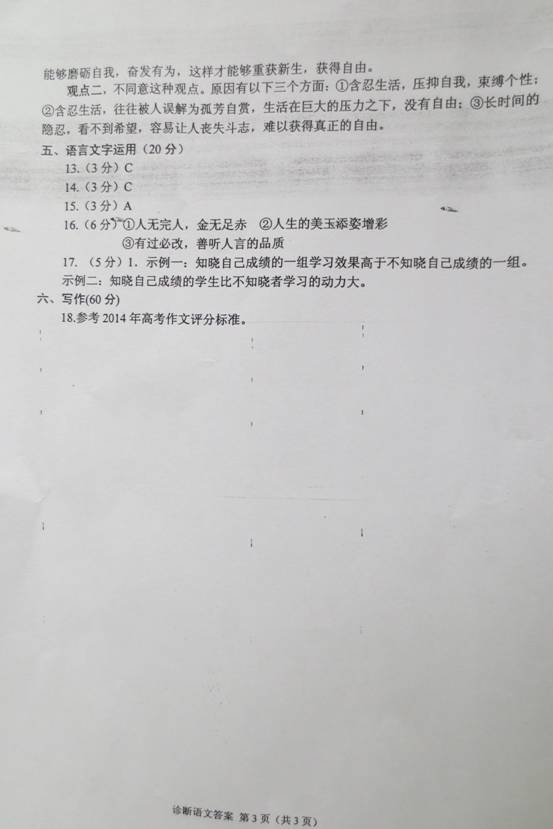 能够磨砺自我，奋发有为，这样才能够重获新生，获得自由。
观点二，不同意这种观点。原因有以下三个方面：①含忍生活，压抑自我，束缚个性；
②含忍生活，往往被人误解为孤芳自赏，生活在巨大的压力之下，没有自由；③长时间的
隐忍，看不到希望，容易让人丧失斗志，难以获得真正的自由。
五、语言文字运用（20 分）
13.（3 分）C
14.（3 分）C
15.（3 分）A
16.（6 分）①人无完人，金无足赤 ②人生的美玉添姿增彩
③有过必改，善听人言的品质
17. （5 分）1．示例一：知晓自己成绩的一组学习效果高于不知晓自己成绩的一组。
示例二：知晓自己成绩的学生比不知晓者学习的动力大。
六、写作(60 分)
18.参考 2014 年高考作文评分标准。
诊断语文答案 第 3 页（共 3 页）